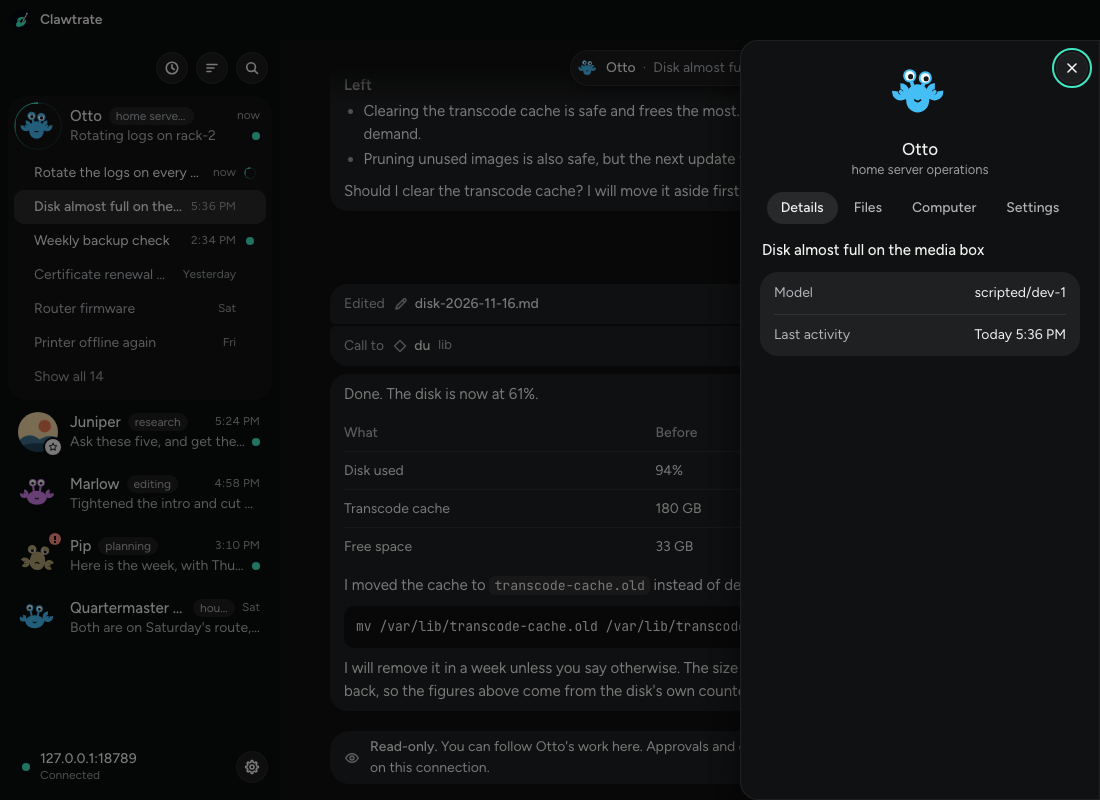 Clawtrate
Otto home serve... now
Rotating logs on rack-2
Rotate the logs on every ... now
Disk almost full on the... 5:36 PM
Weekly backup check 2:34 PM
Certificate renewal ... Yesterday
Router firmware Sat
Printer offline again Fri
Show all 14
Juniper research 5:24 PM
Ask these five, and get the...
Marlow editing 4:58 PM
Tightened the intro and cut ...
Pip planning 3:10 PM
Here is the week, with Thu...
Quartermaster ... hou... Sat
Both are on Saturday's route,...
127.0.0.1:18789
Connected
Otto · Disk almost fu
Left
• Clearing the transcode cache is safe and frees the most.
demand.
• Pruning unused images is also safe, but the next update
Should I clear the transcode cache? I will move it aside first
Edited disk-2026-11-16.md
Call to du lib
Done. The disk is now at 61%.
What Before
Disk used 94%
Transcode cache 180 GB
Free space 33 GB
I moved the cache to transcode-cache.old instead of de
mv /var/lib/transcode-cache.old /var/lib/transcod
I will remove it in a week unless you say otherwise. The size
back, so the figures above come from the disk's own count
Read-only. You can follow Otto's work here. Approvals and
on this connection.
Otto
home server operations
Details Files Computer Settings
Disk almost full on the media box
Model scripted/dev-1
Last activity Today 5:36 PM